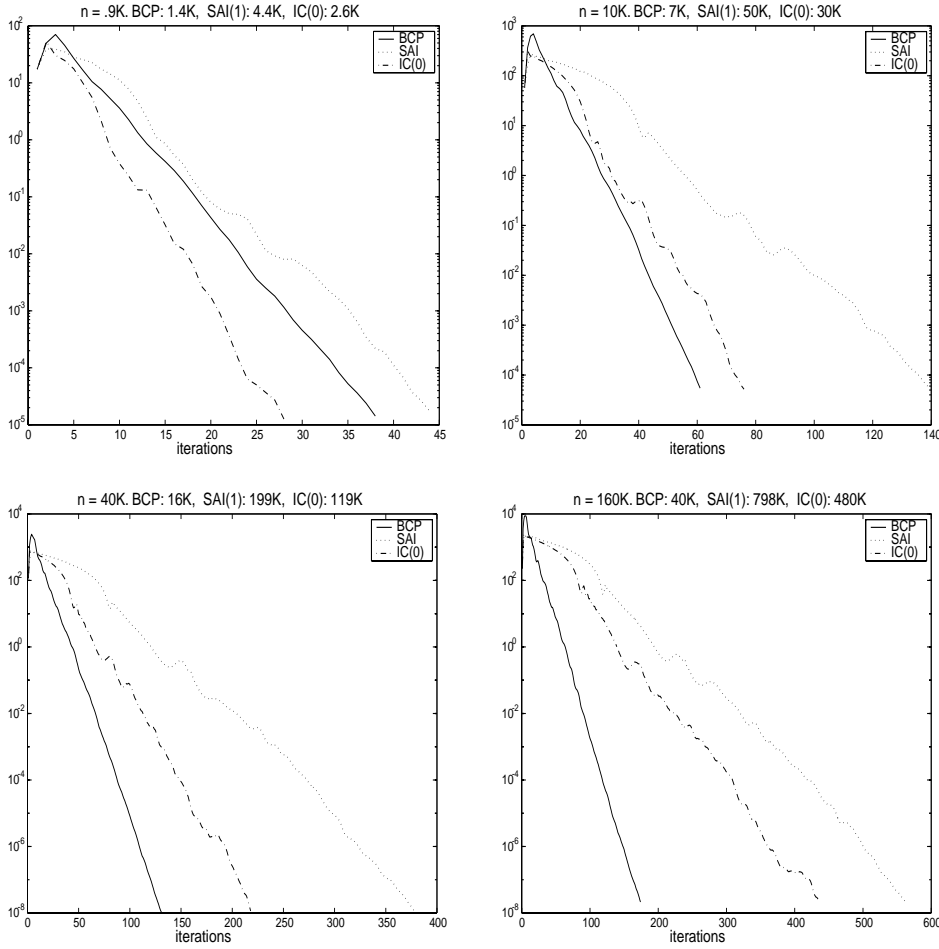 n = .9K. BCP: 1.4K, SAI(1): 4.4K, IC(0): 2.6K
10^2
10^1
10^0
10^-1
10^-2
10^-3
10^-4
10^-5
0 5 10 15 20 25 30 35 40 45
iterations
BCP
SAI
IC(0)
n = 10K. BCP: 7K, SAI(1): 50K, IC(0): 30K
10^3
10^2
10^1
10^0
10^-1
10^-2
10^-3
10^-4
10^-5
0 20 40 60 80 100 120 140
iterations
BCP
SAI
IC(0)
n = 40K. BCP: 16K, SAI(1): 199K, IC(0): 119K
10^4
10^2
10^0
10^-2
10^-4
10^-6
10^-8
0 50 100 150 200 250 300 350 400
iterations
BCP
SAI
IC(0)
n = 160K. BCP: 40K, SAI(1): 798K, IC(0): 480K
10^4
10^2
10^0
10^-2
10^-4
10^-6
10^-8
0 100 200 300 400 500 600
iterations
BCP
SAI
IC(0)